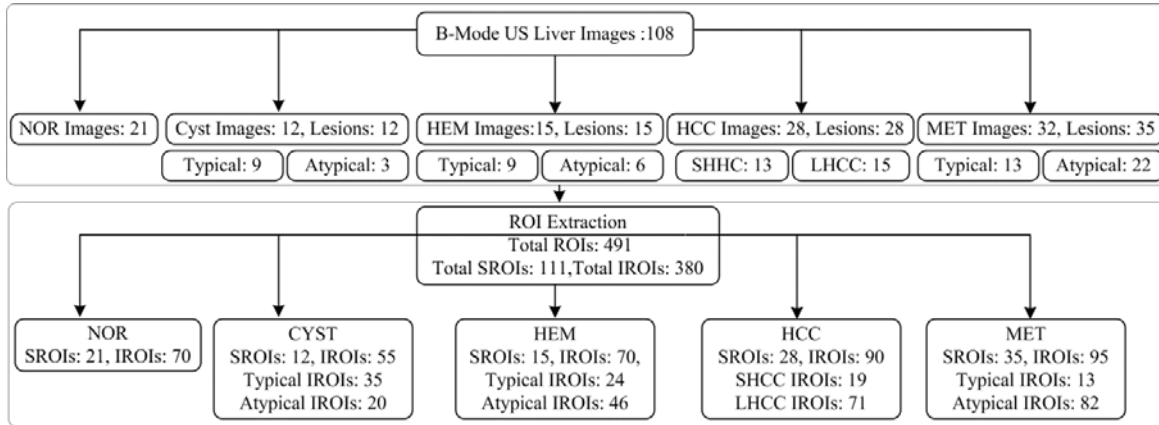 B-Mode US Liver Images :108
NOR Images: 21
Cyst Images: 12, Lesions: 12
HEM Images:15, Lesions: 15
HCC Images: 28, Lesions: 28
MET Images: 32, Lesions: 35
Typical: 9
Atypical: 3
Typical: 9
Atypical: 6
SHHC: 13
LHCC: 15
Typical: 13
Atypical: 22
ROI Extraction
Total ROIs: 491
Total SROIs: 111,Total IROIs: 380
NOR
SROIs: 21, IROIs: 70
CYST
SROIs: 12, IROIs: 55
Typical IROIs: 35
Atypical IROIs: 20
HEM
SROIs: 15, IROIs: 70,
Typical IROIs: 24
Atypical IROIs: 46
HCC
SROIs: 28, IROIs: 90
SHCC IROIs: 19
LHCC IROIs: 71
MET
SROIs: 35, IROIs: 95
Typical IROIs: 13
Atypical IROIs: 82